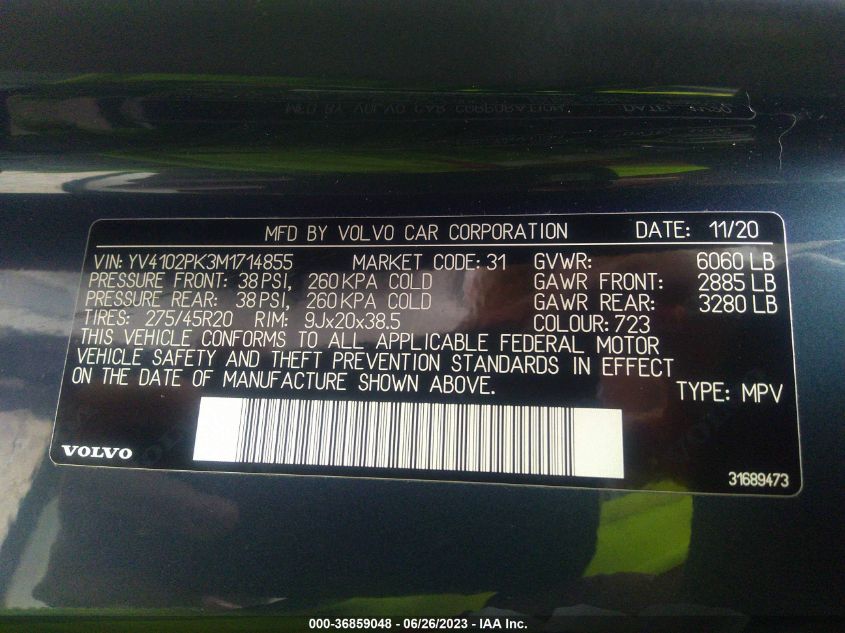 MFD BY VOLVO CAR CORPORATION DATE: 11/20
VIN: YV4102PK3M1714855 MARKET CODE: 31 GVWR: 6060 LB
PRESSURE FRONT: 38 PSI, 260 KPA COLD GAWR FRONT: 2885 LB
PRESSURE REAR: 38 PSI, 260 KPA COLD GAWR REAR: 3280 LB
TIRES: 275/45R20 RIM: 9Jx20x38.5 COLOUR: 723
THIS VEHICLE CONFORMS TO ALL APPLICABLE FEDERAL MOTOR
VEHICLE SAFETY AND THEFT PREVENTION STANDARDS IN EFFECT
ON THE DATE OF MANUFACTURE SHOWN ABOVE. TYPE: MPV
VOLVO 31689473
000-36859048 - 06/26/2023 - IAA Inc.